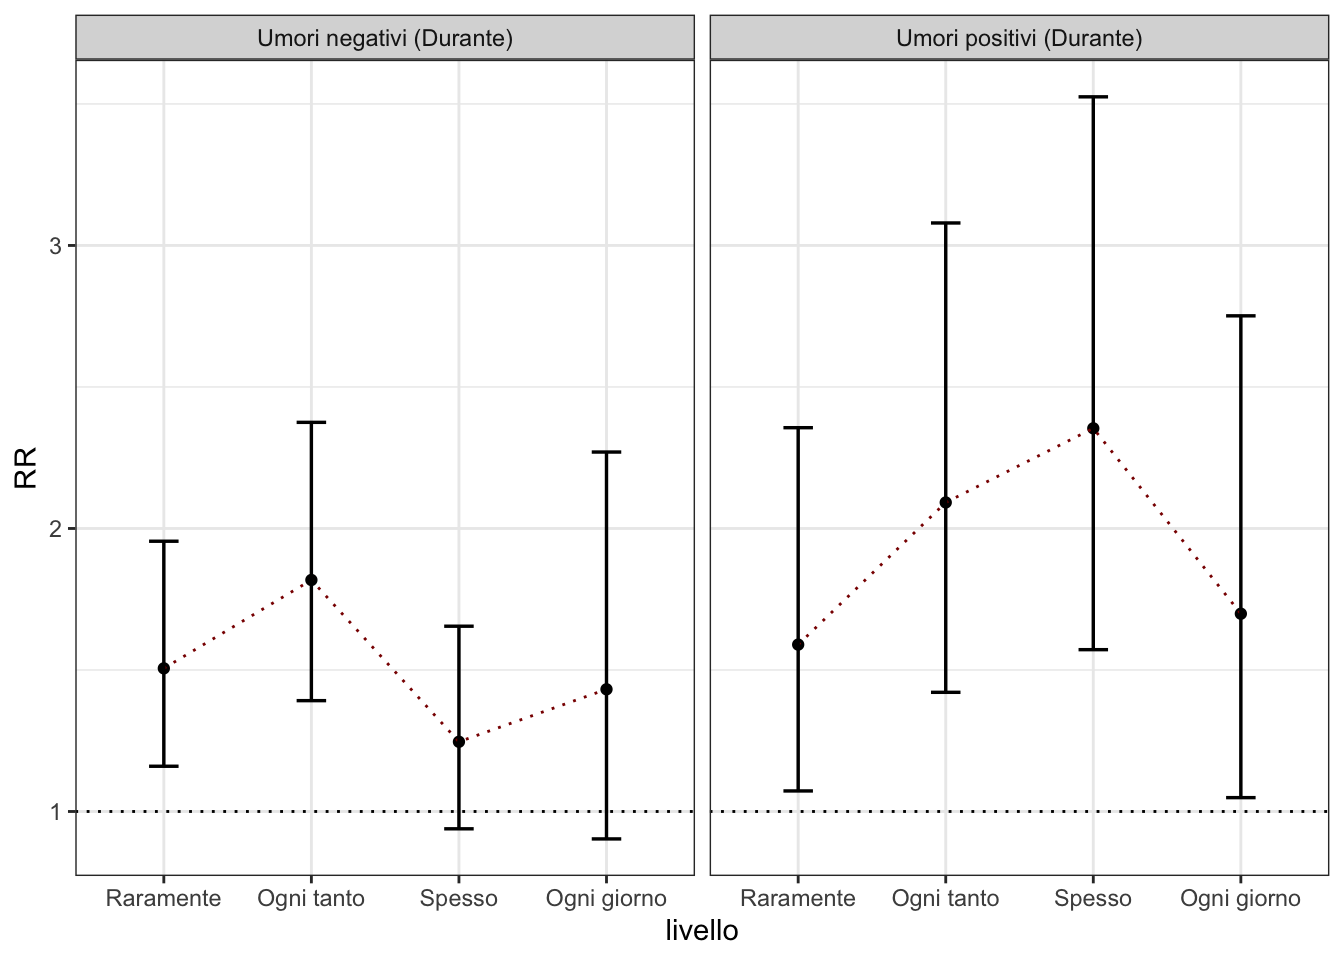 Umori negativi (Durante)
Umori positivi (Durante)
RR
3
2
1
Raramente
Ogni tanto
Spesso
Ogni giorno
Raramente
Ogni tanto
Spesso
Ogni giorno
livello